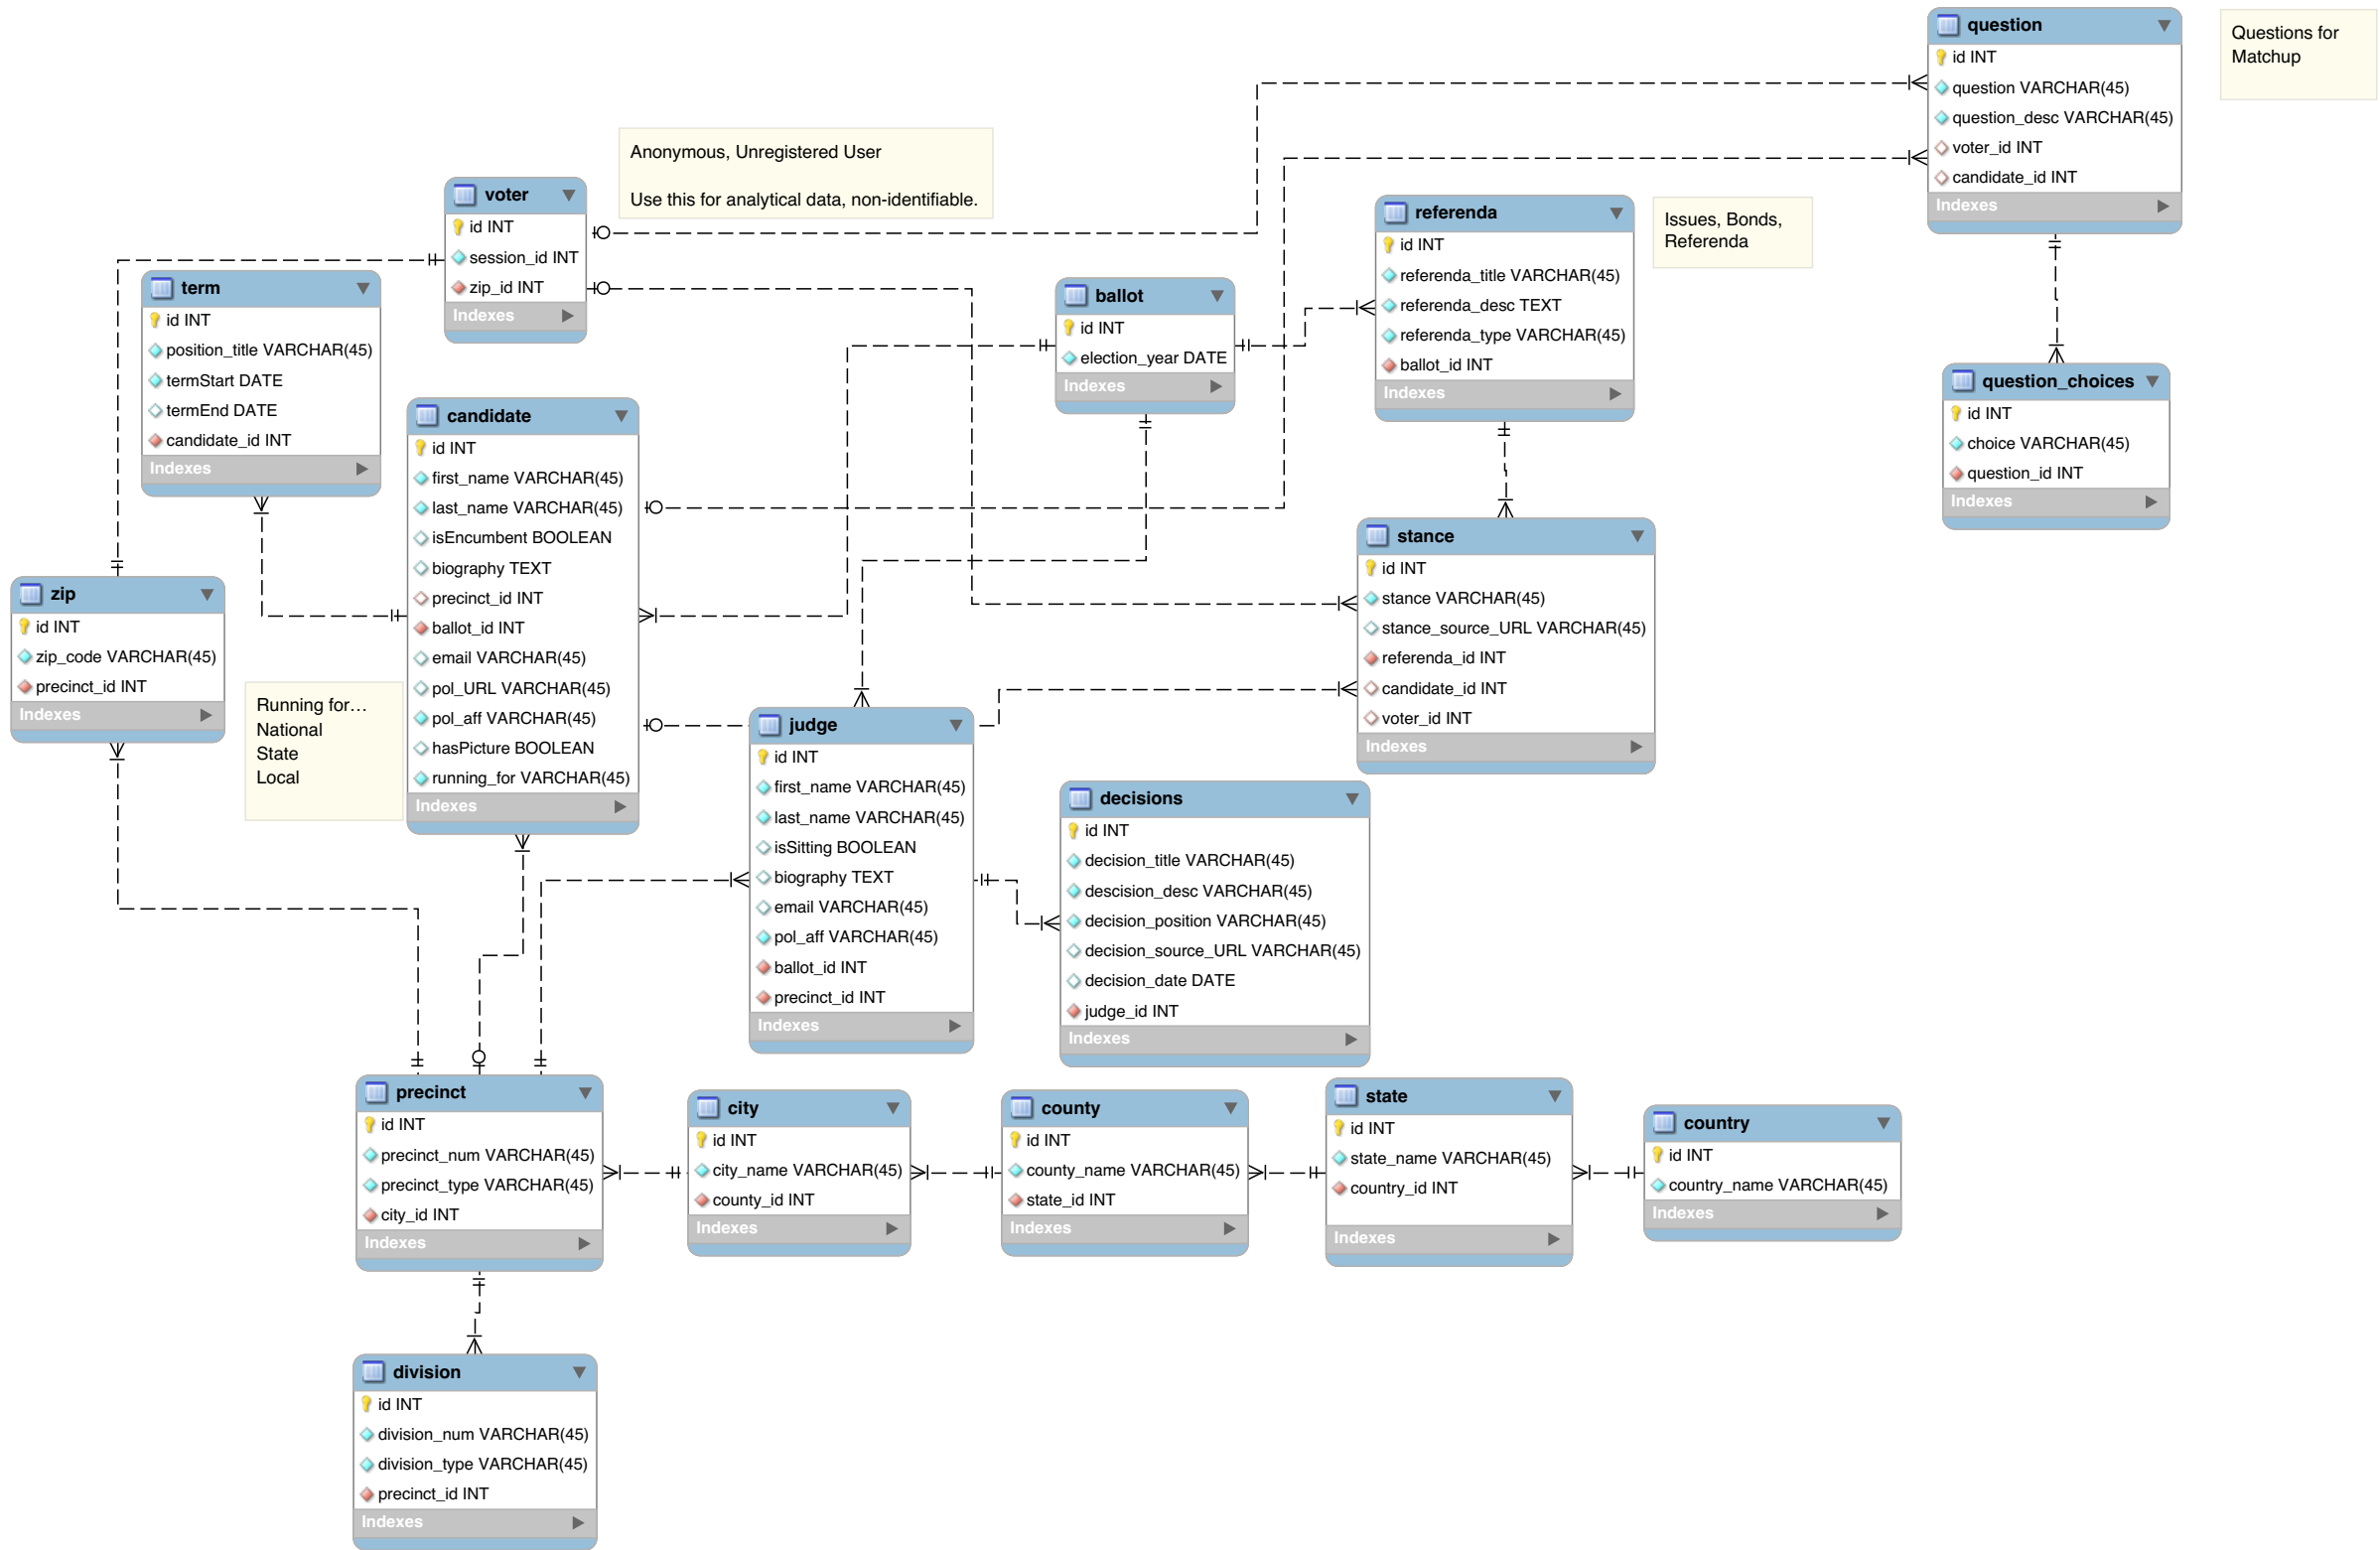 question
id INT
question VARCHAR(45)
question_desc VARCHAR(45)
voter_id INT
candidate_id INT
Indexes
Questions for
Matchup
Anonymous, Unregistered User
Use this for analytical data, non-identifiable.
voter
id INT
session_id INT
zip_id INT
Indexes
referenda
id INT
referenda_title VARCHAR(45)
referenda_desc TEXT
referenda_type VARCHAR(45)
ballot_id INT
Indexes
Issues, Bonds,
Referenda
term
id INT
position_title VARCHAR(45)
termStart DATE
termEnd DATE
candidate_id INT
Indexes
ballot
id INT
election_year DATE
Indexes
question_choices
id INT
choice VARCHAR(45)
question_id INT
Indexes
candidate
id INT
first_name VARCHAR(45)
last_name VARCHAR(45)
isEncumbent BOOLEAN
biography TEXT
precinct_id INT
ballot_id INT
email VARCHAR(45)
pol_URL VARCHAR(45)
pol_aff VARCHAR(45)
hasPicture BOOLEAN
running_for VARCHAR(45)
Indexes
stance
id INT
stance VARCHAR(45)
stance_source_URL VARCHAR(45)
referenda_id INT
candidate_id INT
voter_id INT
Indexes
zip
id INT
zip_code VARCHAR(45)
precinct_id INT
Indexes
Running for...
National
State
Local
judge
id INT
first_name VARCHAR(45)
last_name VARCHAR(45)
isSitting BOOLEAN
biography TEXT
email VARCHAR(45)
pol_aff VARCHAR(45)
ballot_id INT
precinct_id INT
Indexes
decisions
id INT
decision_title VARCHAR(45)
descision_desc VARCHAR(45)
decision_position VARCHAR(45)
decision_source_URL VARCHAR(45)
decision_date DATE
judge_id INT
Indexes
precinct
id INT
precinct_num VARCHAR(45)
precinct_type VARCHAR(45)
city_id INT
Indexes
city
id INT
city_name VARCHAR(45)
county_id INT
Indexes
county
id INT
county_name VARCHAR(45)
state_id INT
Indexes
state
id INT
state_name VARCHAR(45)
country_id INT
Indexes
country
id INT
country_name VARCHAR(45)
Indexes
division
id INT
division_num VARCHAR(45)
division_type VARCHAR(45)
precinct_id INT
Indexes